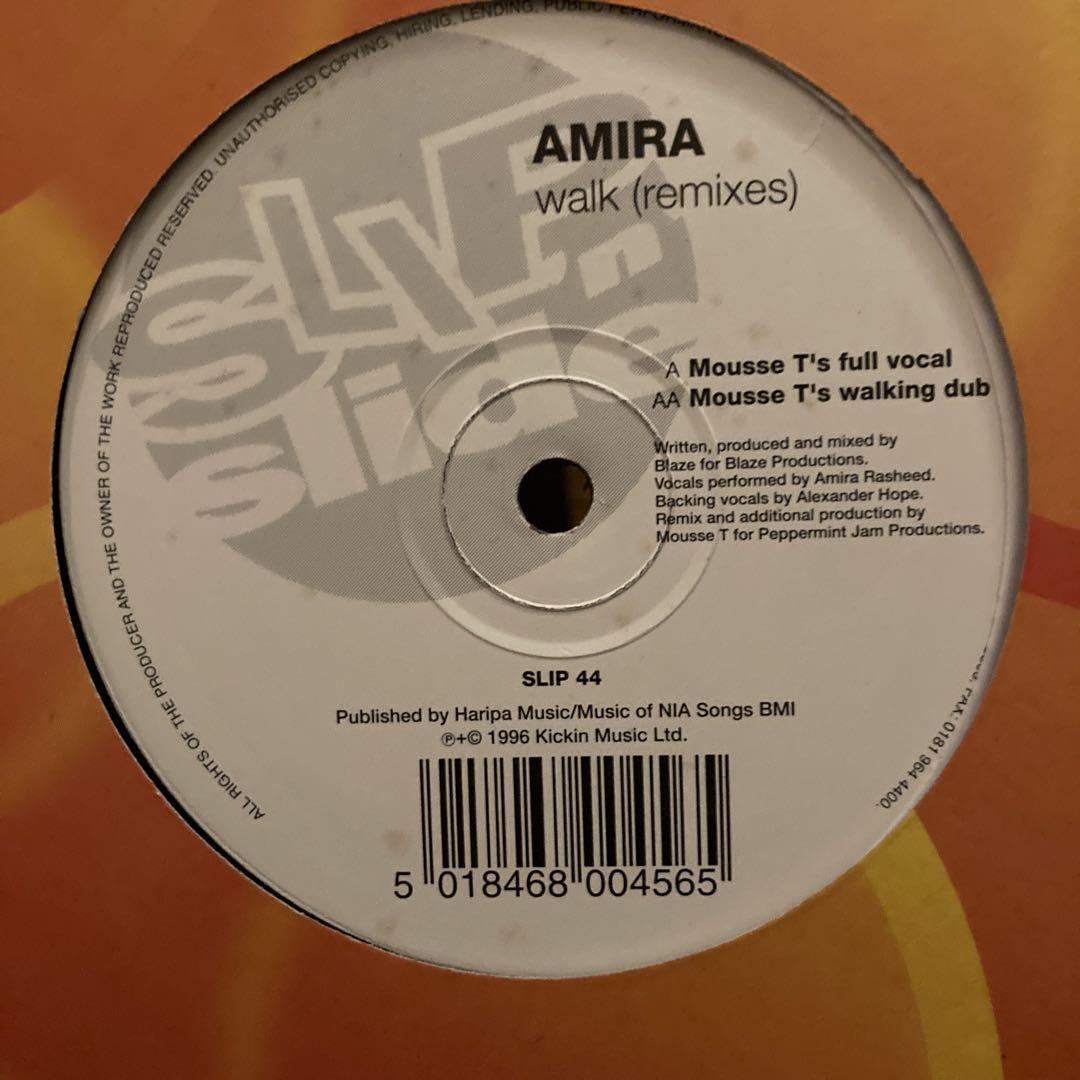 ALL RIGHTS OF THE PRODUCER AND THE OWNER OF THE WORK REPRODUCED RESERVED. UNAUTHORISED COPYING, HIRING, LENDING, PUBLIC
SLIP
n
Slide
AMIRA
walk (remixes)
A Mousse T's full vocal
AA Mousse T's walking dub
Written, produced and mixed by
Blaze for Blaze Productions.
Vocals performed by Amira Rasheed.
Backing vocals by Alexander Hope.
Remix and additional production by
Mousse T for Peppermint Jam Productions.
SLIP 44
Published by Haripa Music/Music of NIA Songs BMI
℗+© 1996 Kickin Music Ltd.
FAX: 0181 964 4400.
5 018468 004565